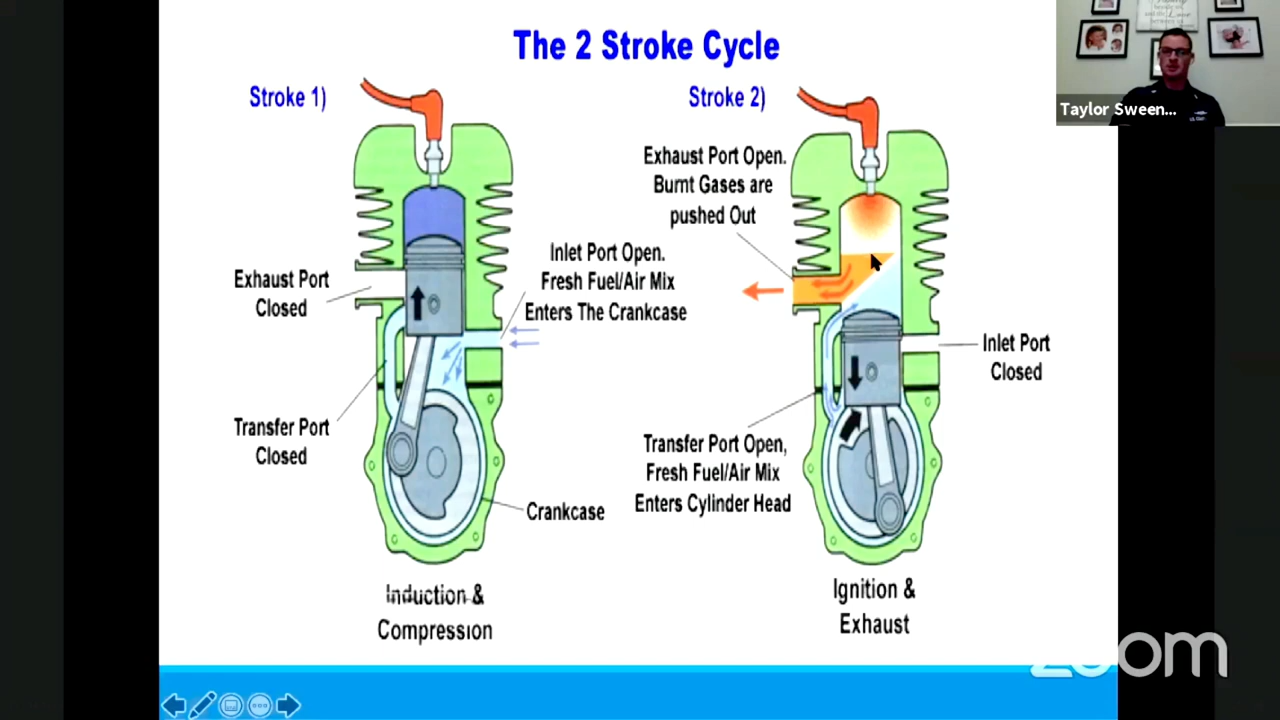 The 2 Stroke Cycle
Stroke 1)
Stroke 2)
Taylor Sween...
Exhaust Port Open.
Burnt Gases are
pushed Out
Inlet Port Open.
Fresh Fuel/Air Mix
Enters The Crankcase
Exhaust Port
Closed
Inlet Port
Closed
Transfer Port
Closed
Transfer Port Open,
Fresh Fuel/Air Mix
Enters Cylinder Head
Crankcase
Induction &
Compression
Ignition &
Exhaust
zoom